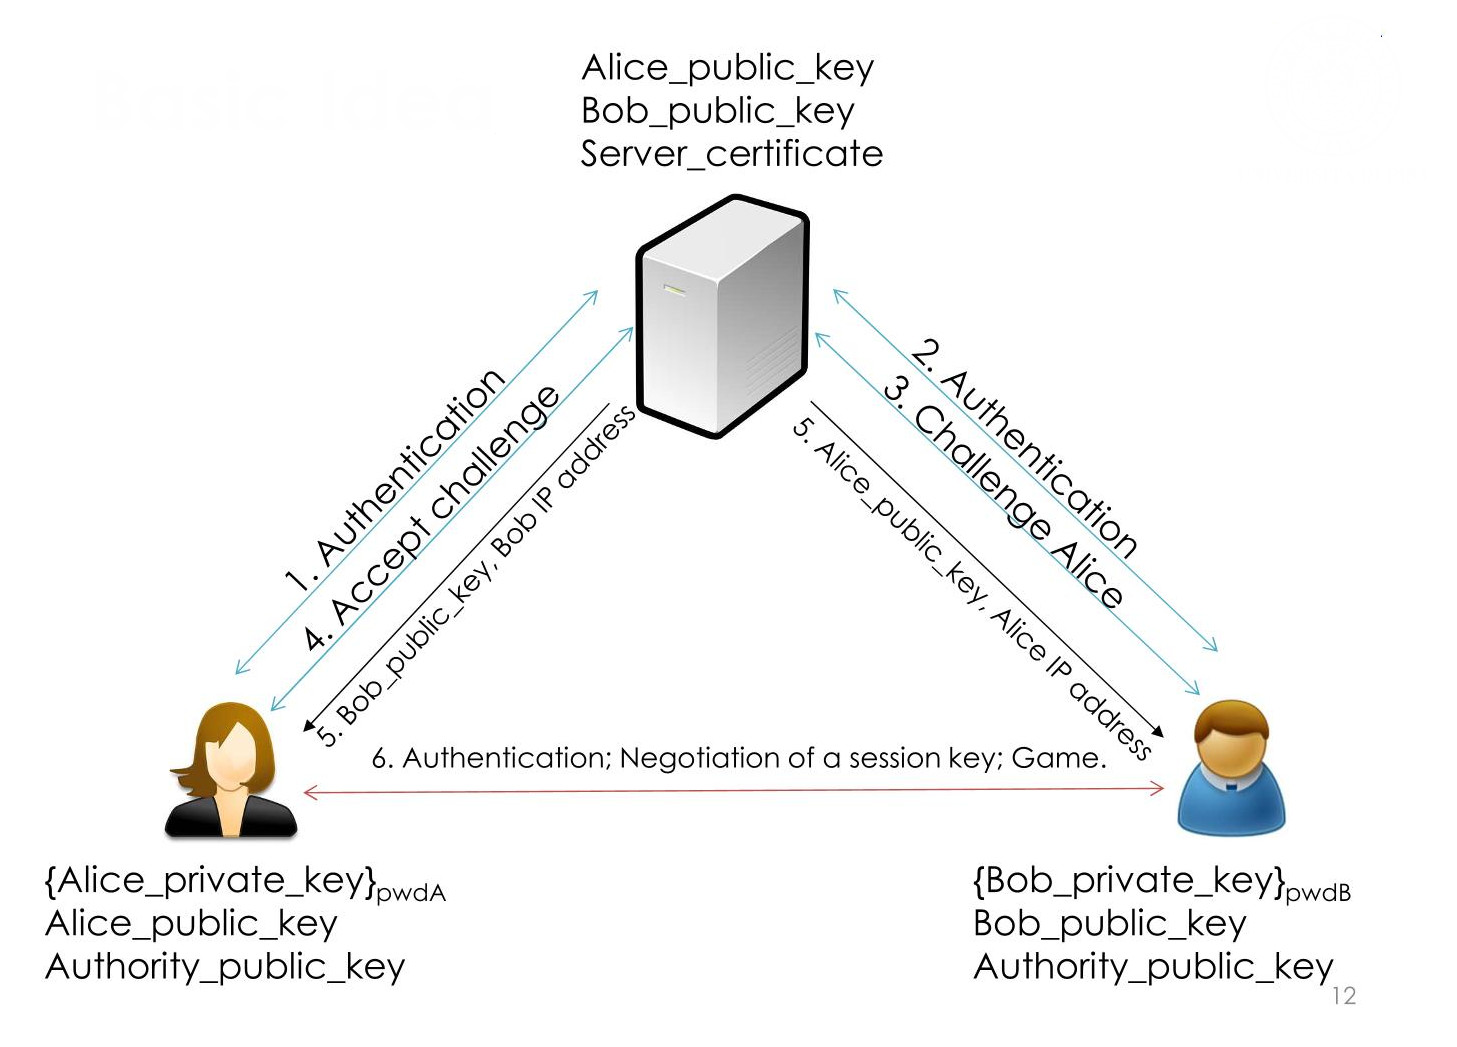 Alice_public_key
Bob_public_key
Server_certificate
1. Authentication
4. Accept challenge
5. Bob_public_key, Bob IP address
2. Authentication
3. Challenge Alice
5. Alice_public_key, Alice IP address
6. Authentication; Negotiation of a session key; Game.
{Alice_private_key}pwdA
Alice_public_key
Authority_public_key
{Bob_private_key}pwdB
Bob_public_key
Authority_public_key
12